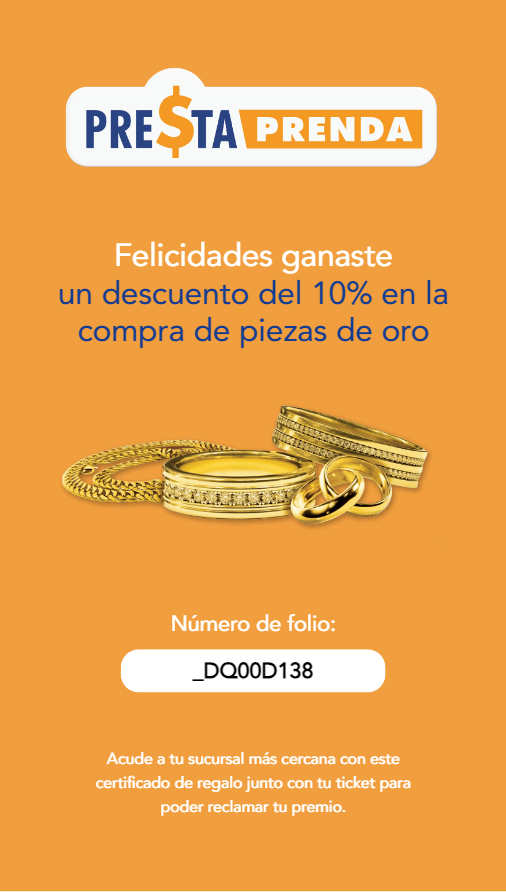 PRE$TA PRENDA
Felicidades ganaste
un descuento del 10% en la
compra de piezas de oro
Número de folio:
_DQ00D138
Acude a tu sucursal más cercana con este
certificado de regalo junto con tu ticket para
poder reclamar tu premio.